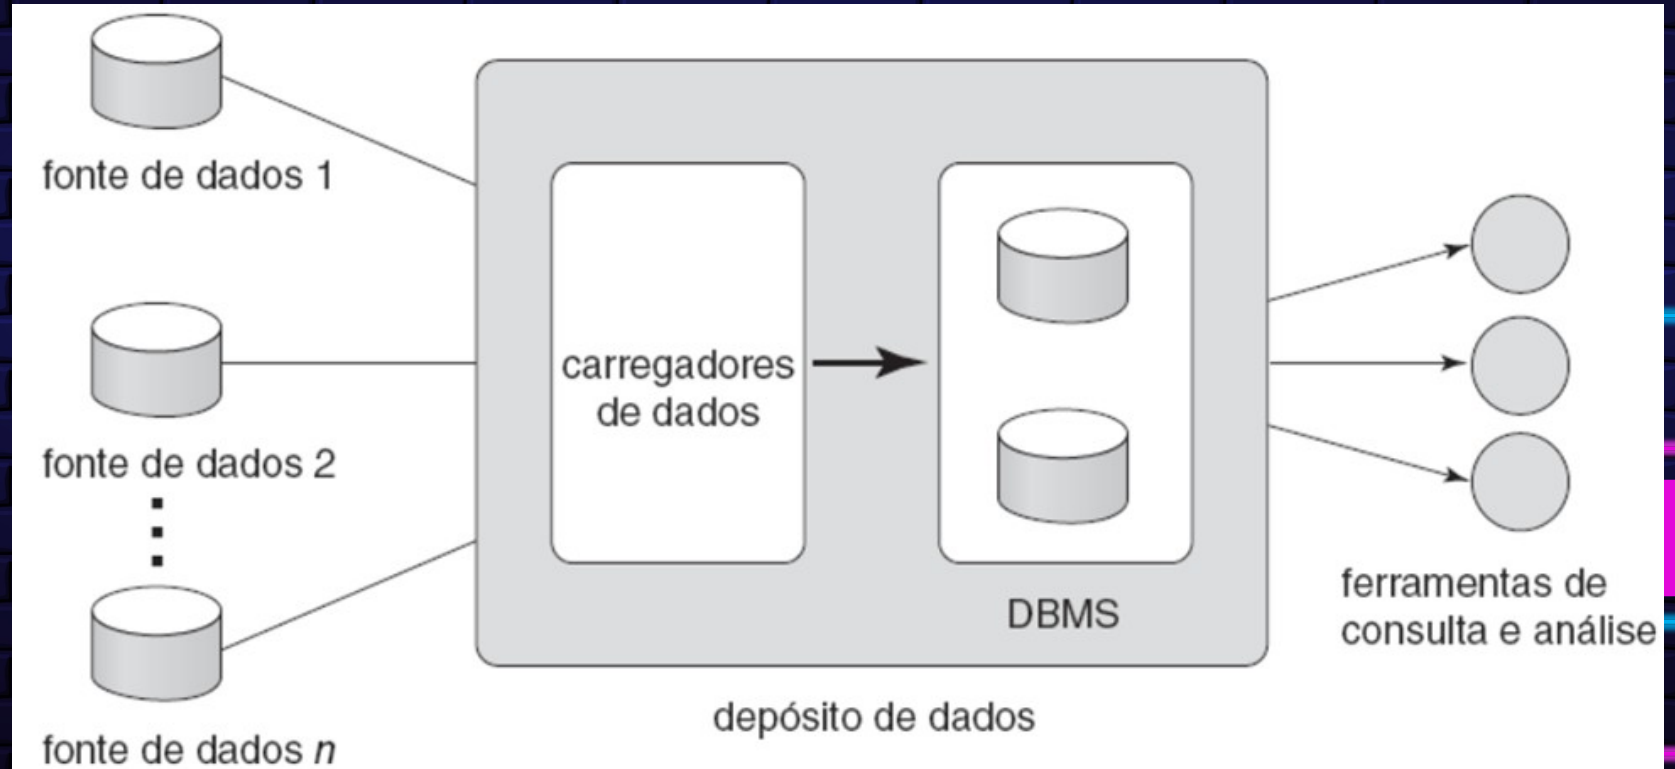 fonte de dados 1
fonte de dados 2
fonte de dados n
carregadores
de dados
DBMS
depósito de dados
ferramentas de
consulta e análise